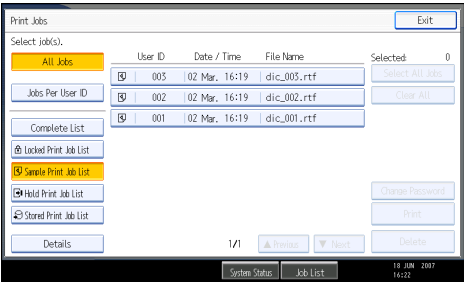 Print Jobs
Exit
Select job(s).
All Jobs
Jobs Per User ID
Complete List
Locked Print Job List
Sample Print Job List
Hold Print Job List
Stored Print Job List
Details
User ID Date / Time File Name
003 02 Mar. 16:19 dic_003.rtf
002 02 Mar. 16:19 dic_002.rtf
001 02 Mar. 16:19 dic_001.rtf
1/1 ▲ Previous ▼ Next
Selected: 0
Select All Jobs
Clear All
Change Password
Print
Delete
System Status Job List
18 JUN 2007
16:22